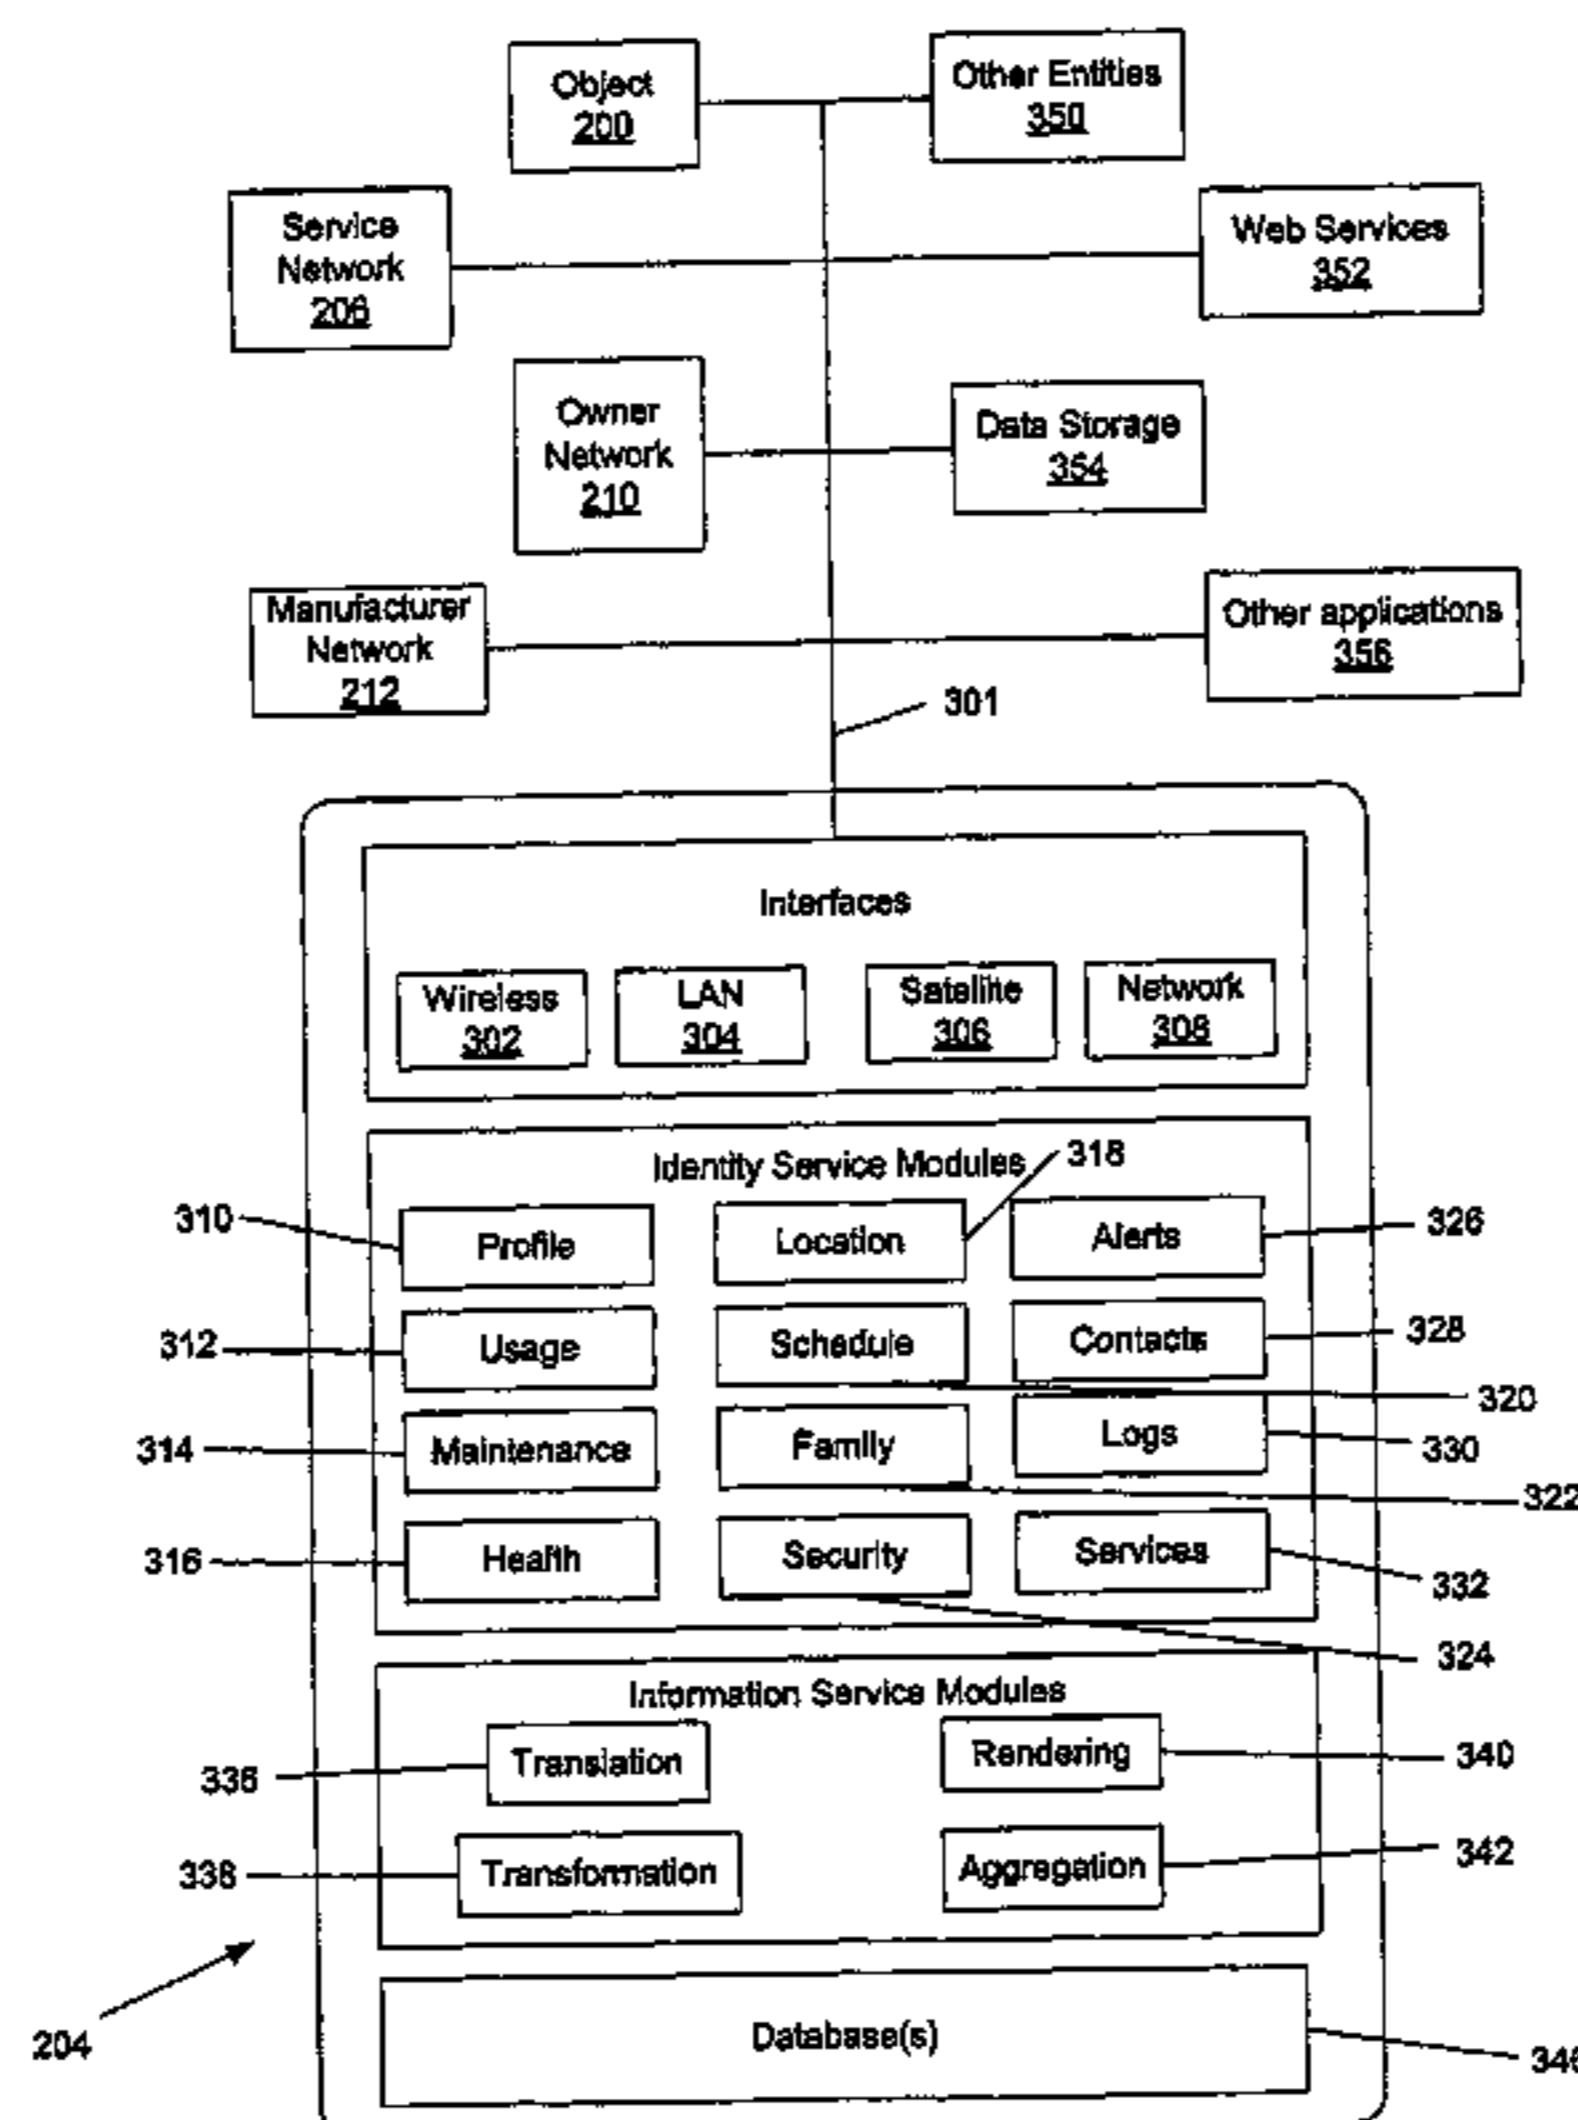 Object
200
Other Entities
350
Service
Network
206
Web Services
352
Owner
Network
210
Data Storage
354
Manufacturer
Network
212
Other applications
356
301
Interfaces
Wireless
302
LAN
304
Satellite
306
Network
308
Identity Service Modules
318
310
Profile
Location
Alerts
326
312
Usage
Schedule
Contacts
328
320
314
Maintenance
Family
Logs
330
322
316
Health
Security
Services
332
324
Information Service Modules
336
Translation
Rendering
340
338
Transformation
Aggregation
342
204
Database(s)
346